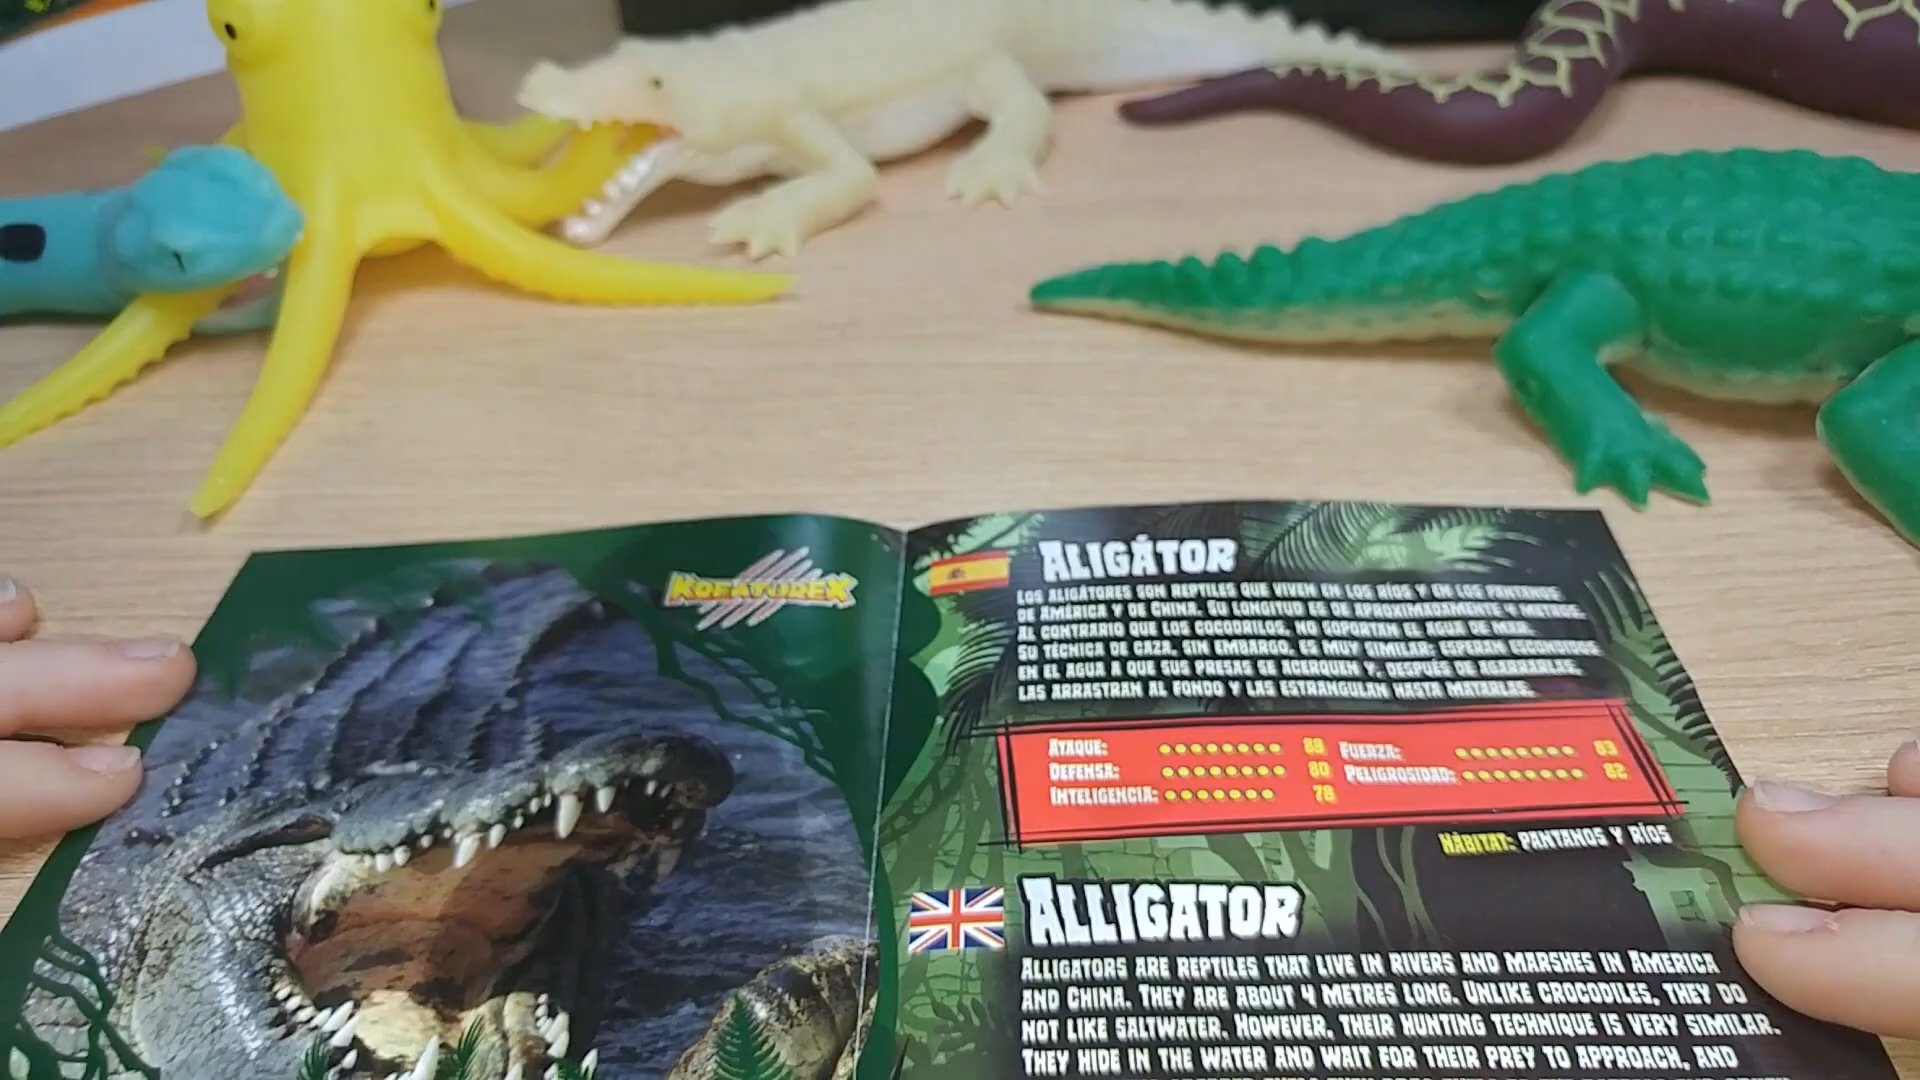 KREATUREX
ALIGÁTOR
LOS ALIGÁTORES SON REPTILES QUE VIVEN EN LOS RÍOS Y EN LOS PANTANOS
DE AMÉRICA Y DE CHINA. SU LONGITUD ES DE APROXIMADAMENTE 4 METROS.
AL CONTRARIO QUE LOS COCODRILOS, NO SOPORTAN EL AGUA DE MAR.
SU TÉCNICA DE CAZA, SIN EMBARGO, ES MUY SIMILAR: ESPERAN ESCONDIDOS
EN EL AGUA A QUE SUS PRESAS SE ACERQUEN Y, DESPUÉS DE AGARRARLAS,
LAS ARRASTRAN AL FONDO Y LAS ESTRANGULAN HASTA MATARLAS.
ATAQUE: 88 FUERZA: 83
DEFENSA: 80 PELIGROSIDAD: 82
INTELIGENCIA: 78
HÀBITAT: PANTANOS Y RÍOS
ALLIGATOR
ALLIGATORS ARE REPTILES THAT LIVE IN RIVERS AND MARSHES IN AMERICA
AND CHINA. THEY ARE ABOUT 4 METRES LONG. UNLIKE CROCODILES, THEY DO
NOT LIKE SALTWATER. HOWEVER, THEIR HUNTING TECHNIQUE IS VERY SIMILAR.
THEY HIDE IN THE WATER AND WAIT FOR THEIR PREY TO APPROACH, AND